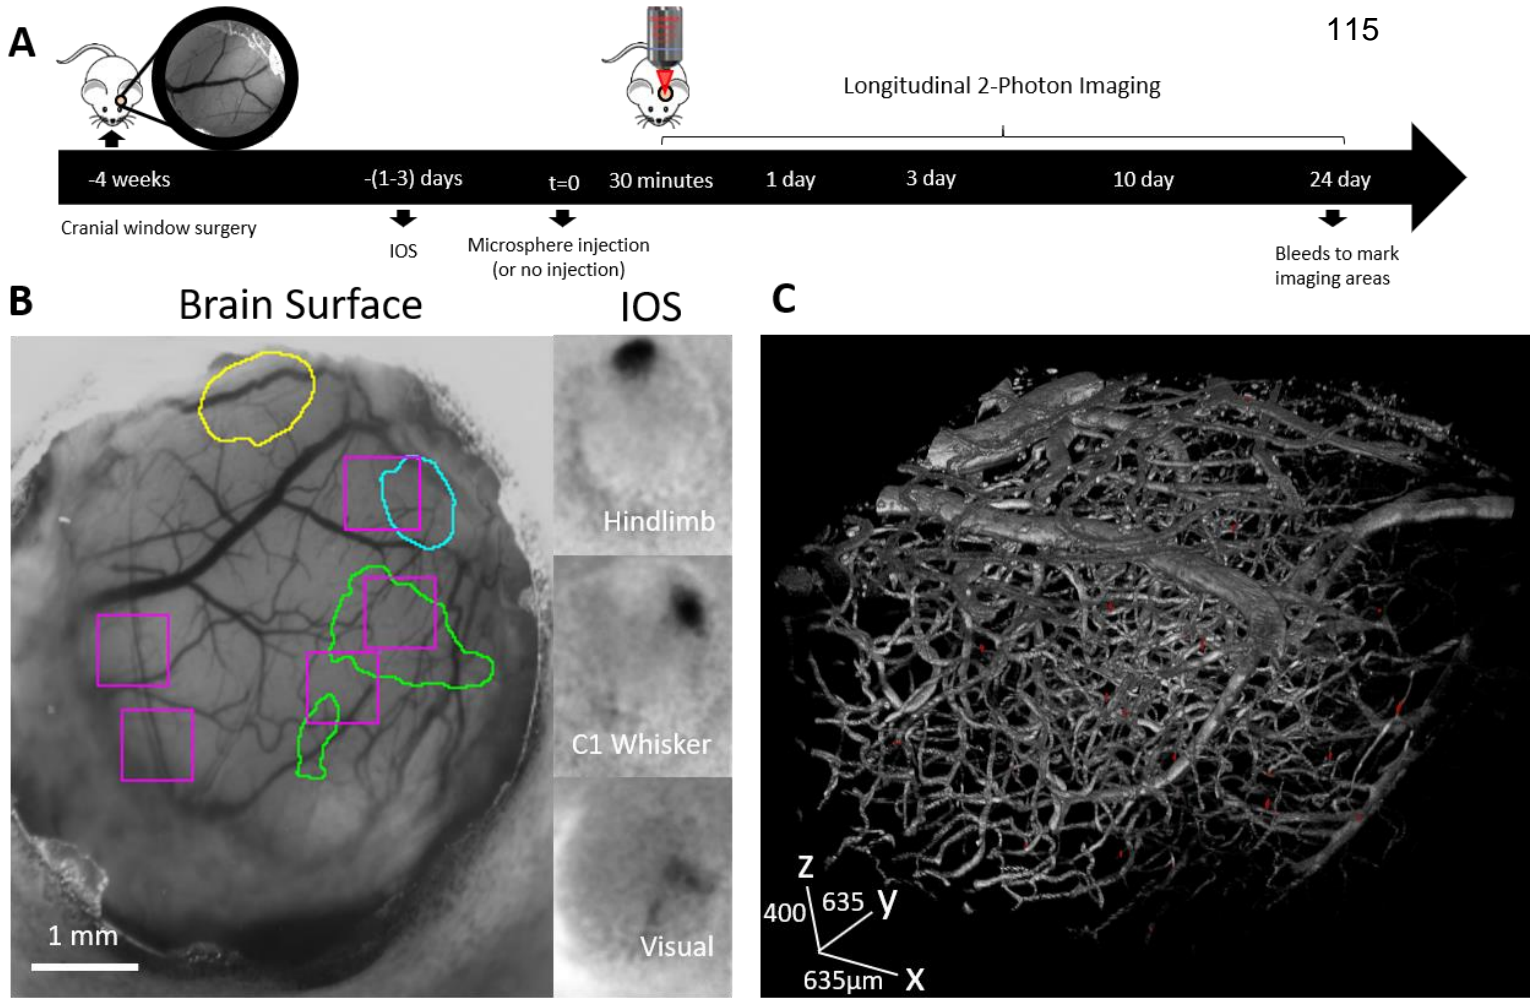 115
A
Longitudinal 2-Photon Imaging
-4 weeks
-(1-3) days
t=0
30 minutes
1 day
3 day
10 day
24 day
Cranial window surgery
IOS
Microsphere injection
(or no injection)
Bleeds to mark
imaging areas
B
Brain Surface
IOS
Hindlimb
C1 Whisker
Visual
1 mm
C
Z
400
635
y
635µm
X